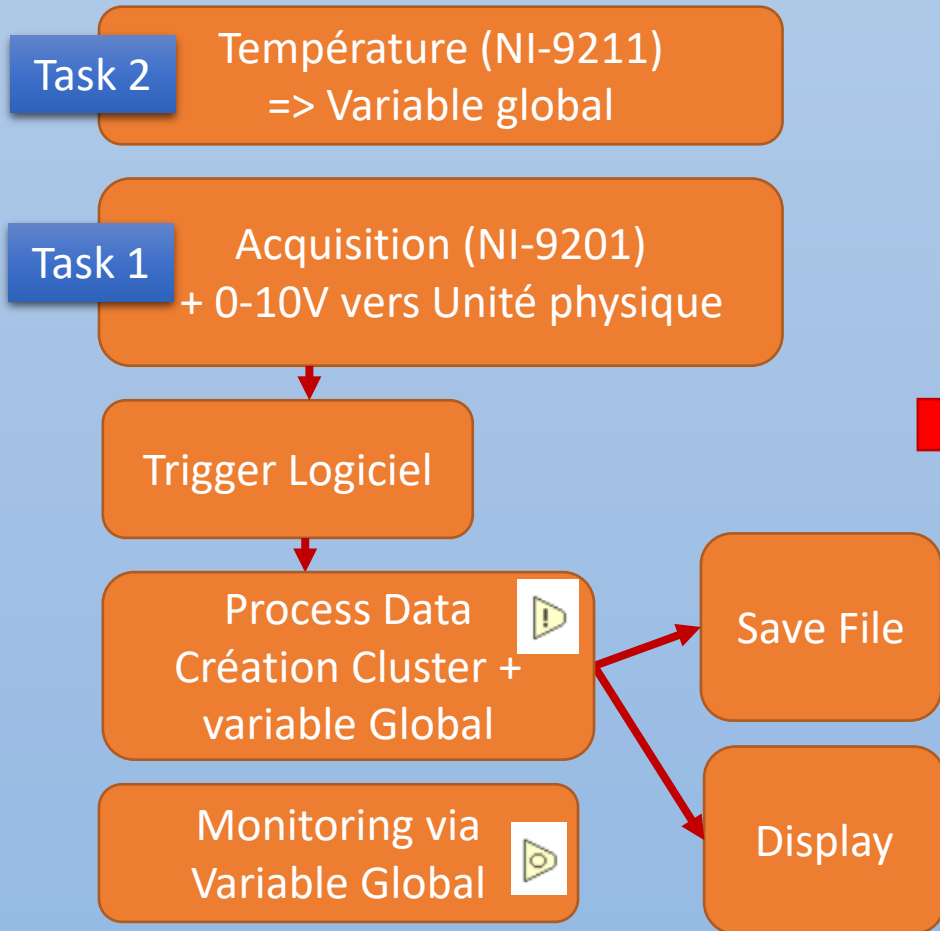 Task 2
Température (NI-9211)
=> Variable global
Task 1
Acquisition (NI-9201)
+ 0-10V vers Unité physique
Trigger Logiciel
Process Data
Création Cluster +
variable Global
Save File
Monitoring via
Variable Global
Display